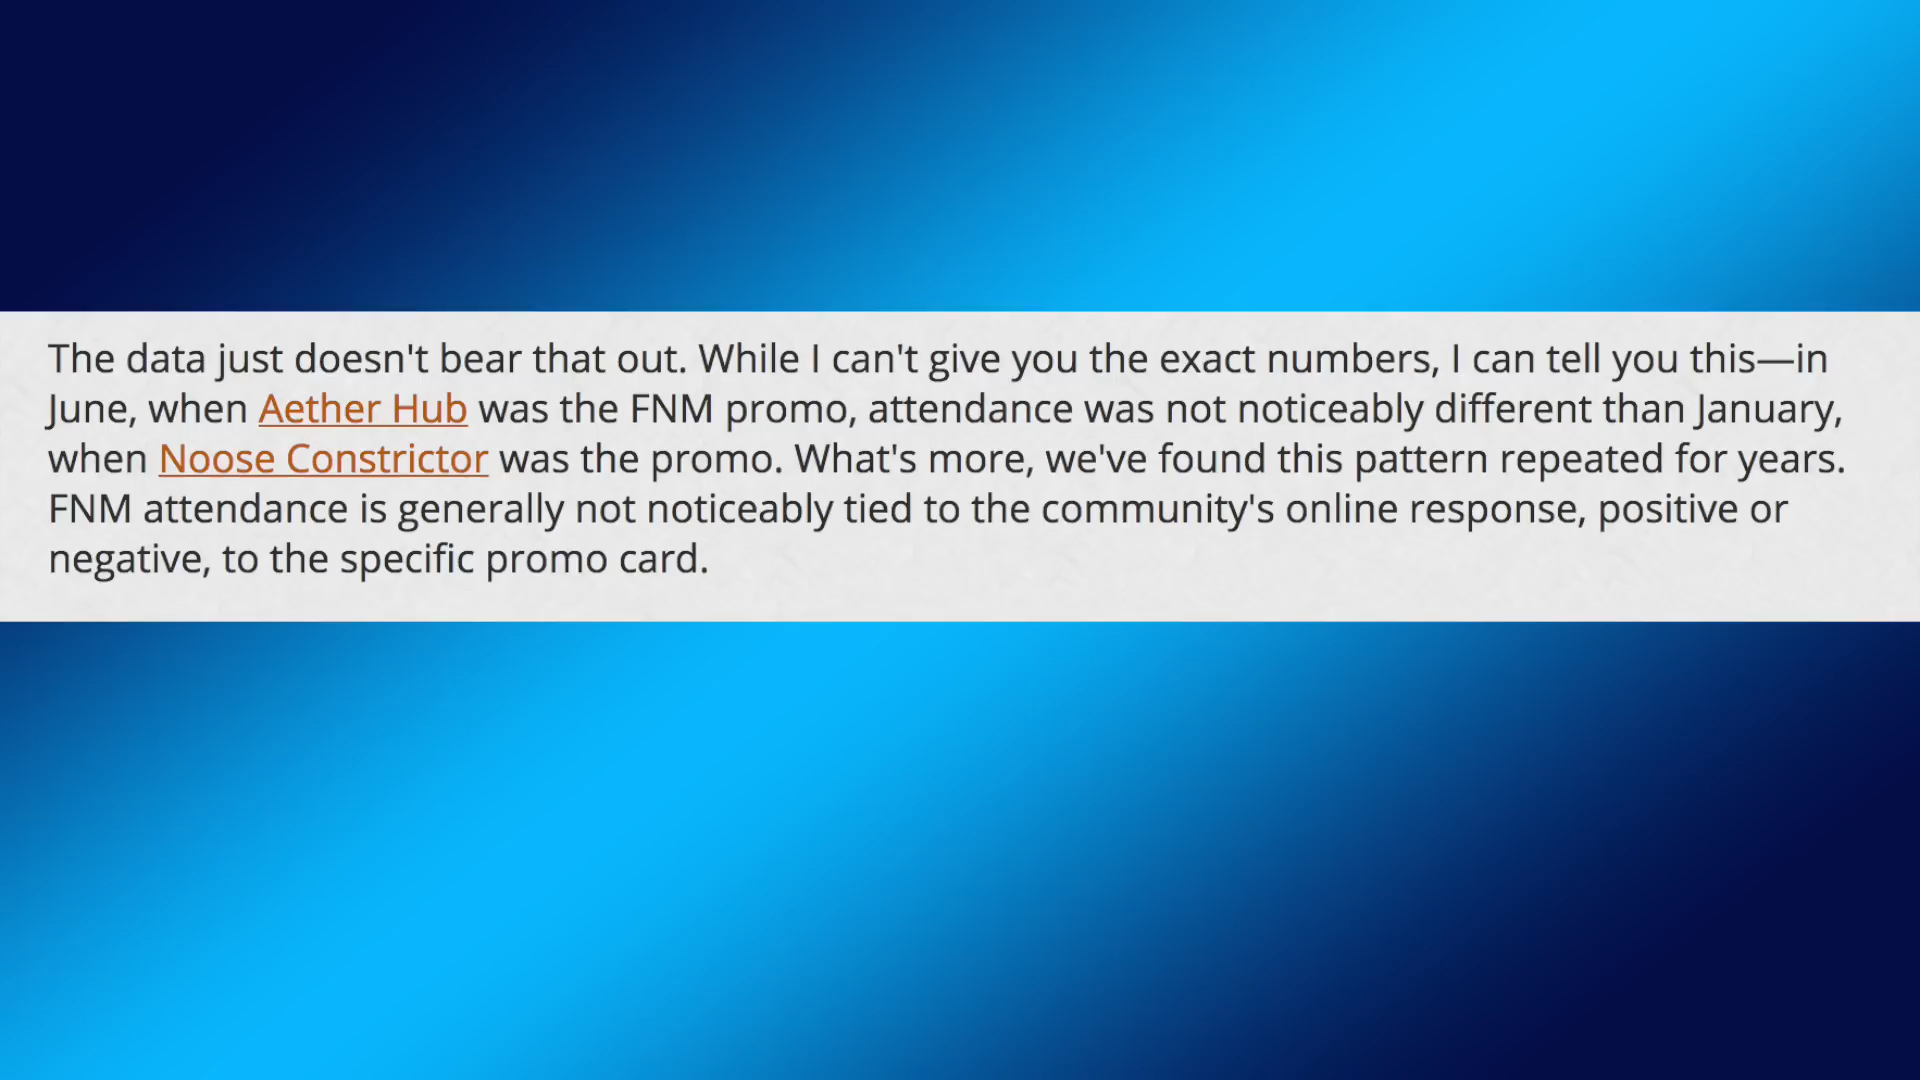 The data just doesn't bear that out. While I can't give you the exact numbers, I can tell you this—in
June, when Aether Hub was the FNM promo, attendance was not noticeably different than January,
when Noose Constrictor was the promo. What's more, we've found this pattern repeated for years.
FNM attendance is generally not noticeably tied to the community's online response, positive or
negative, to the specific promo card.